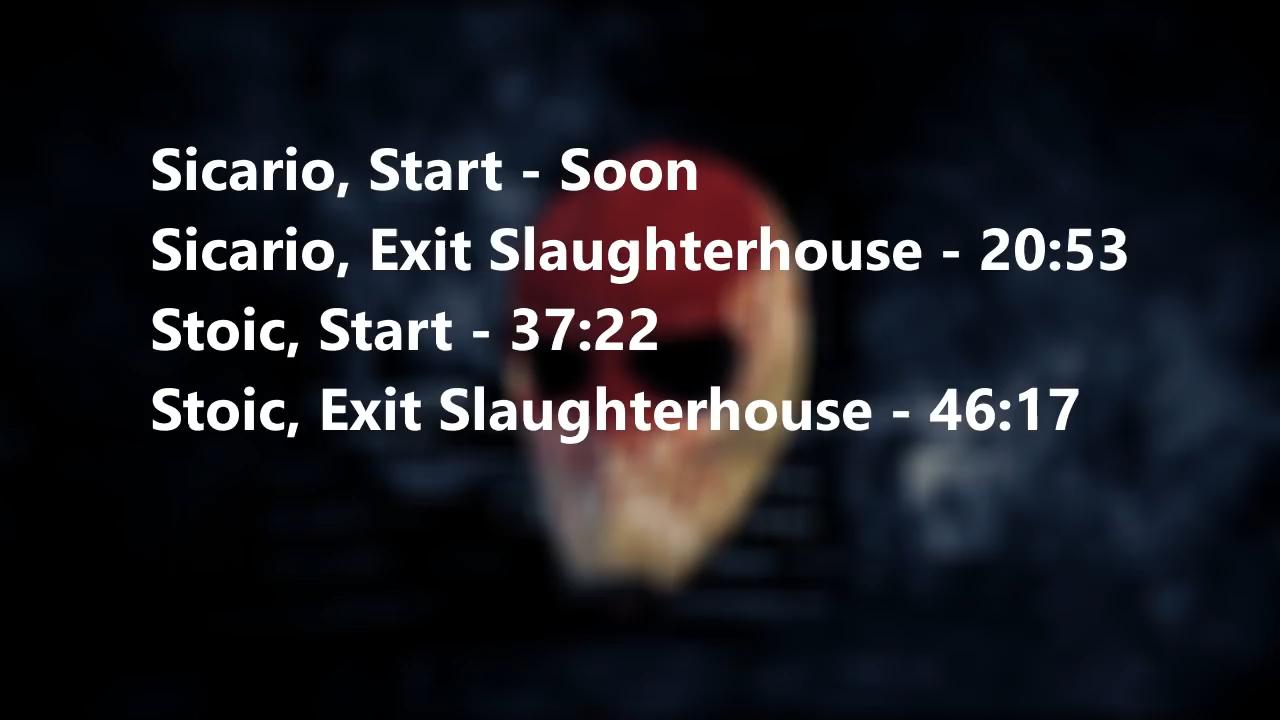 Sicario, Start - Soon
Sicario, Exit Slaughterhouse - 20:53
Stoic, Start - 37:22
Stoic, Exit Slaughterhouse - 46:17